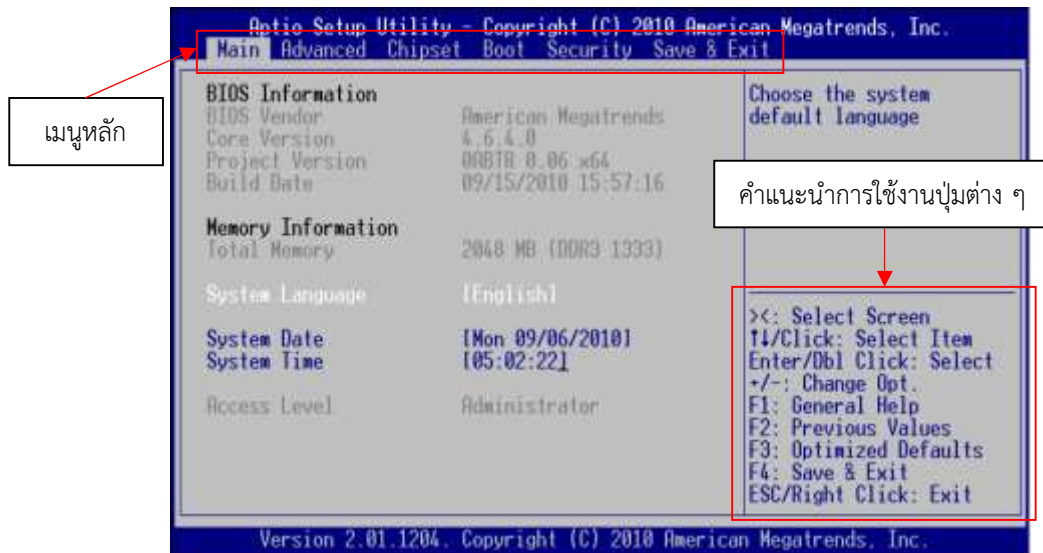 Aptio Setup Utility - Copyright (C) 2010 American Megatrends, Inc.
Main Advanced Chipset Boot Security Save & Exit
เมนูหลัก
BIOS Information
BIOS Vendor American Megatrends
Core Version 4.6.4.0
Project Version 0ABTR 0.06 x64
Build Date 09/15/2010 15:57:16
Memory Information
Total Memory 2048 MB (DDR3 1333)
System Language [English]
System Date [Mon 09/06/2010]
System Time [05:02:22]
Access Level Administrator
Choose the system
default language
คำแนะนำการใช้งานปุ่มต่าง ๆ
><: Select Screen
↑↓/Click: Select Item
Enter/Dbl Click: Select
+/-: Change Opt.
F1: General Help
F2: Previous Values
F3: Optimized Defaults
F4: Save & Exit
ESC/Right Click: Exit
Version 2.01.1204. Copyright (C) 2010 American Megatrends, Inc.